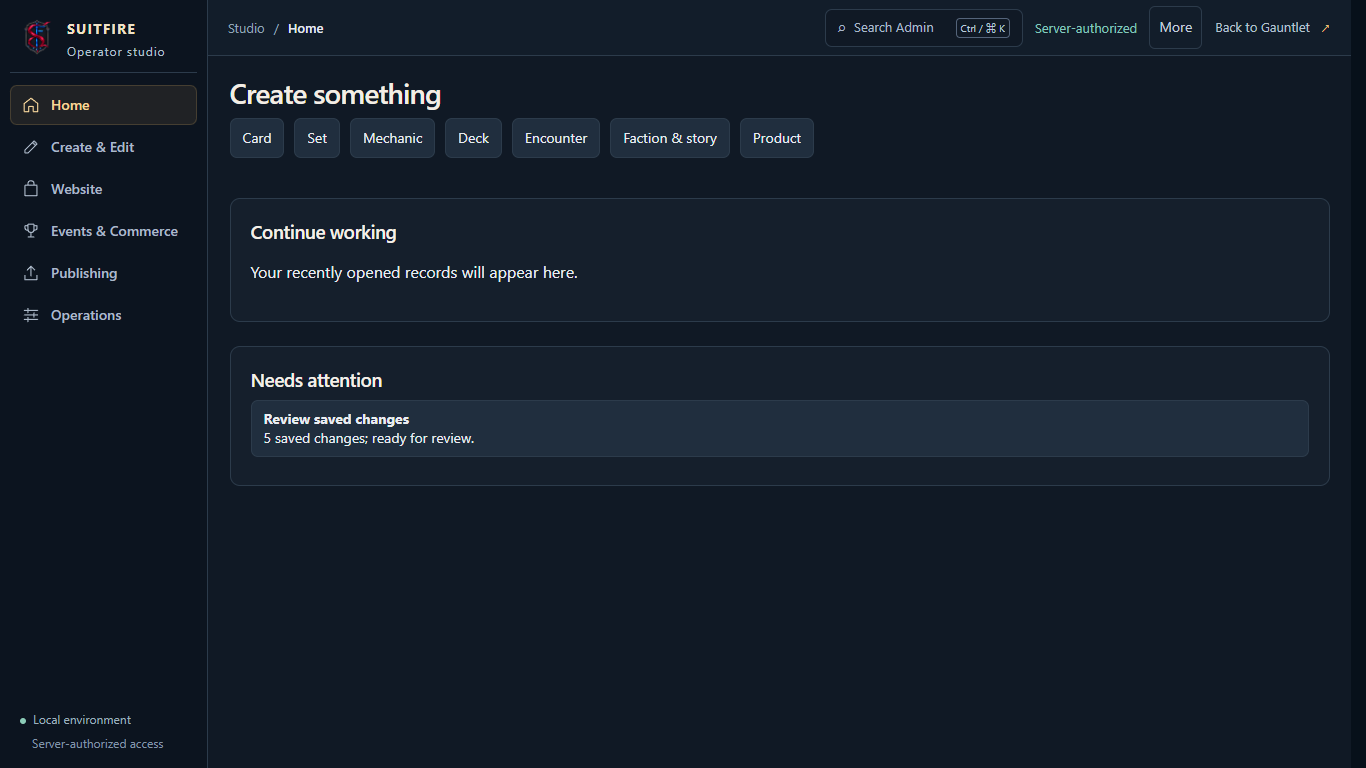 SUITFIRE
Operator studio
Home
Create & Edit
Website
Events & Commerce
Publishing
Operations
Local environment
Server-authorized access
Studio / Home
Search Admin Ctrl / ⌘ K
Server-authorized
More
Back to Gauntlet ↗
Create something
Card
Set
Mechanic
Deck
Encounter
Faction & story
Product
Continue working
Your recently opened records will appear here.
Needs attention
Review saved changes
5 saved changes; ready for review.